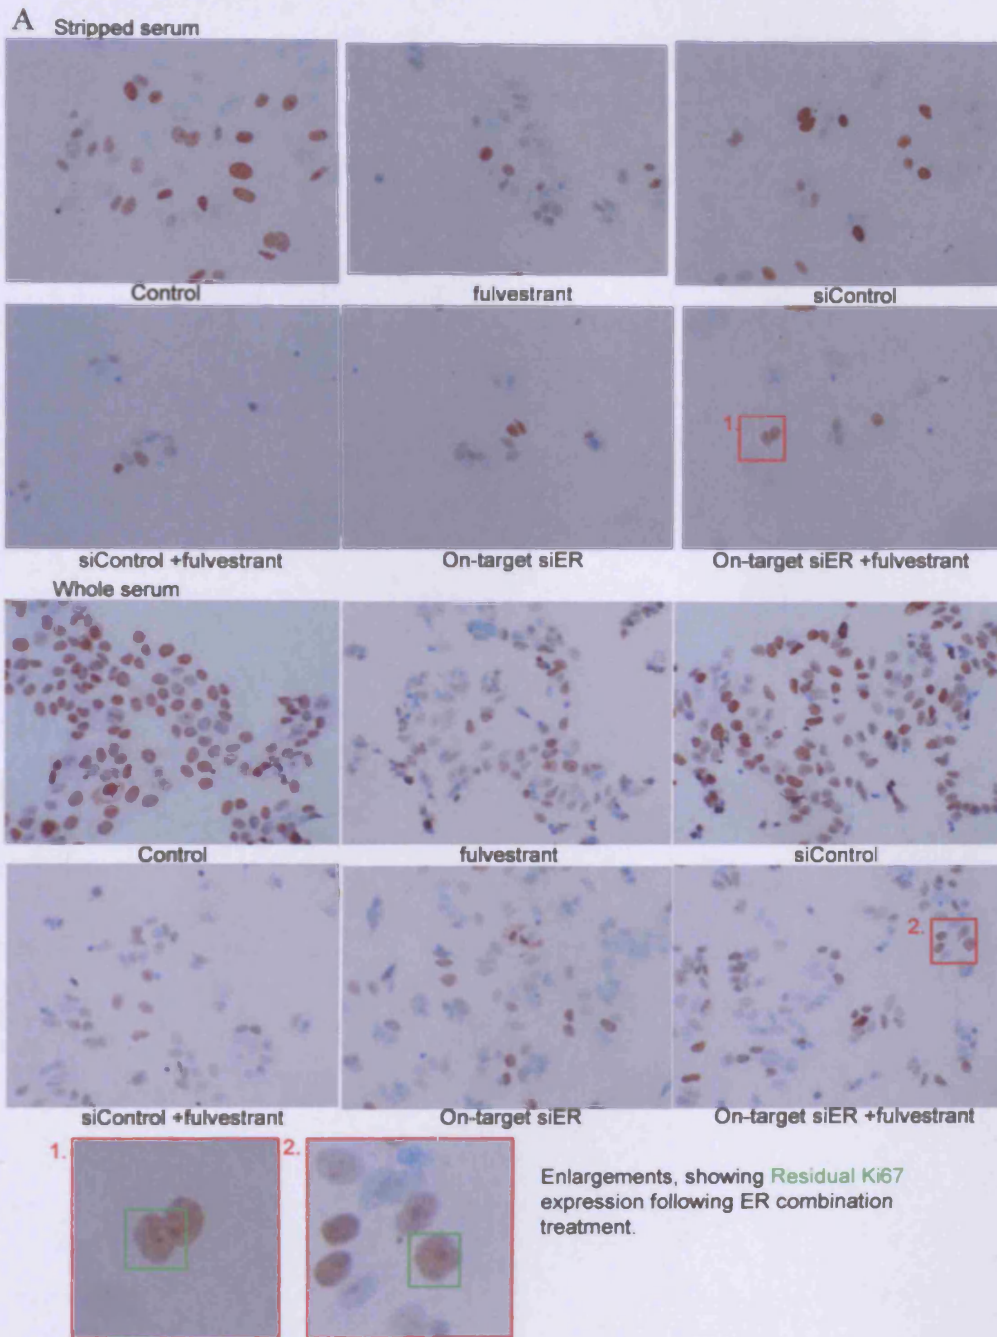 A
Stripped serum
Control fulvestrant siControl
siControl +fulvestrant On-target siER On-target siER +fulvestrant
1.
Whole serum
Control fulvestrant siControl
2.
siControl +fulvestrant On-target siER On-target siER +fulvestrant
1. 2.
Enlargements, showing Residual Ki67
expression following ER combination
treatment.